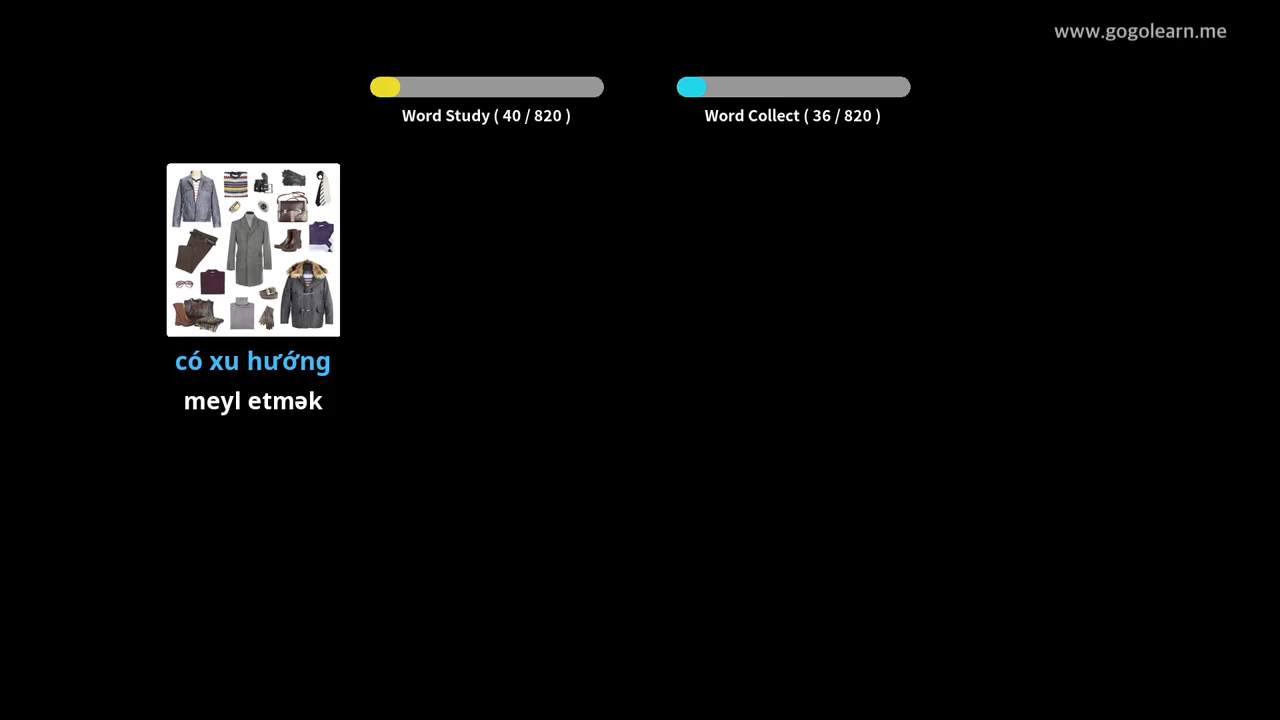 www.gogolearn.me
Word Study ( 40 / 820 )
Word Collect ( 36 / 820 )
có xu hướng
meyl etmək